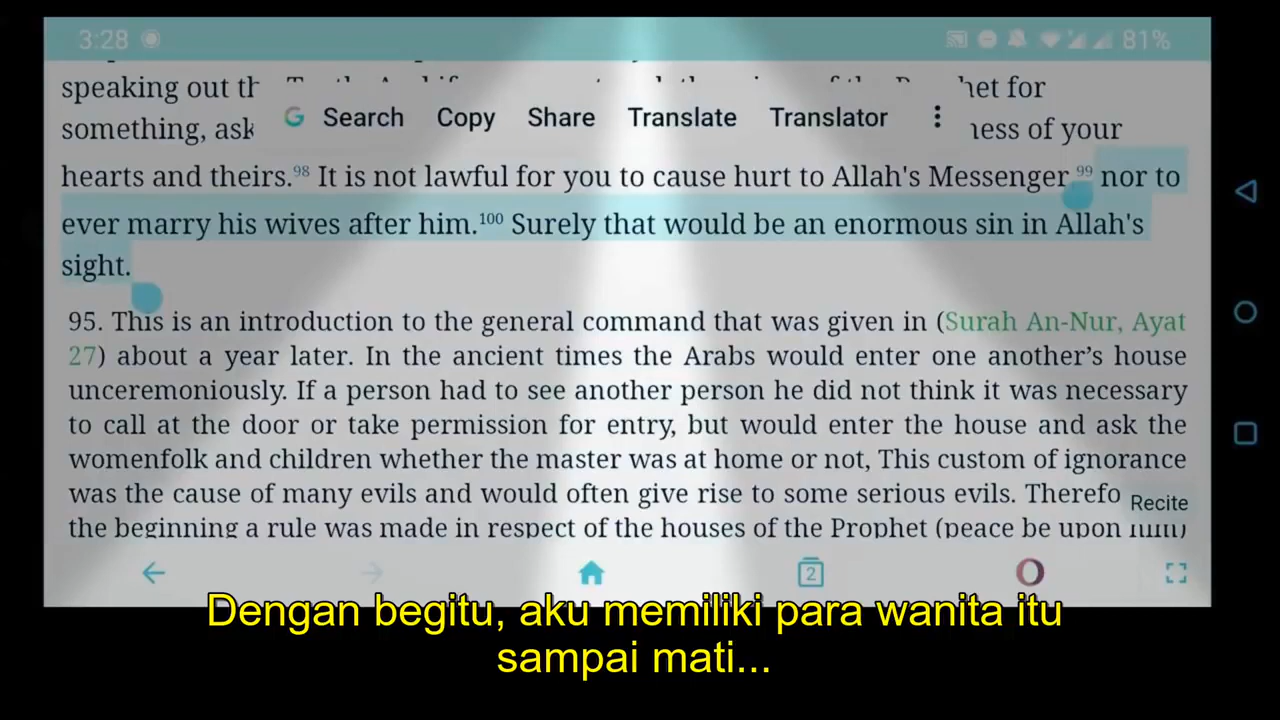 3:28
81%
speaking out
something, ask
Search Copy Share Translate Translator
het for
ness of your
hearts and theirs.98 It is not lawful for you to cause hurt to Allah's Messenger 99 nor to
ever marry his wives after him.100 Surely that would be an enormous sin in Allah's
sight.
95. This is an introduction to the general command that was given in (Surah An-Nur, Ayat
27) about a year later. In the ancient times the Arabs would enter one another’s house
unceremoniously. If a person had to see another person he did not think it was necessary
to call at the door or take permission for entry, but would enter the house and ask the
womenfolk and children whether the master was at home or not, This custom of ignorance
was the cause of many evils and would often give rise to some serious evils. Therefo
Recite
the beginning a rule was made in respect of the houses of the Prophet (peace be upon
2
Dengan begitu, aku memiliki para wanita itu
sampai mati...